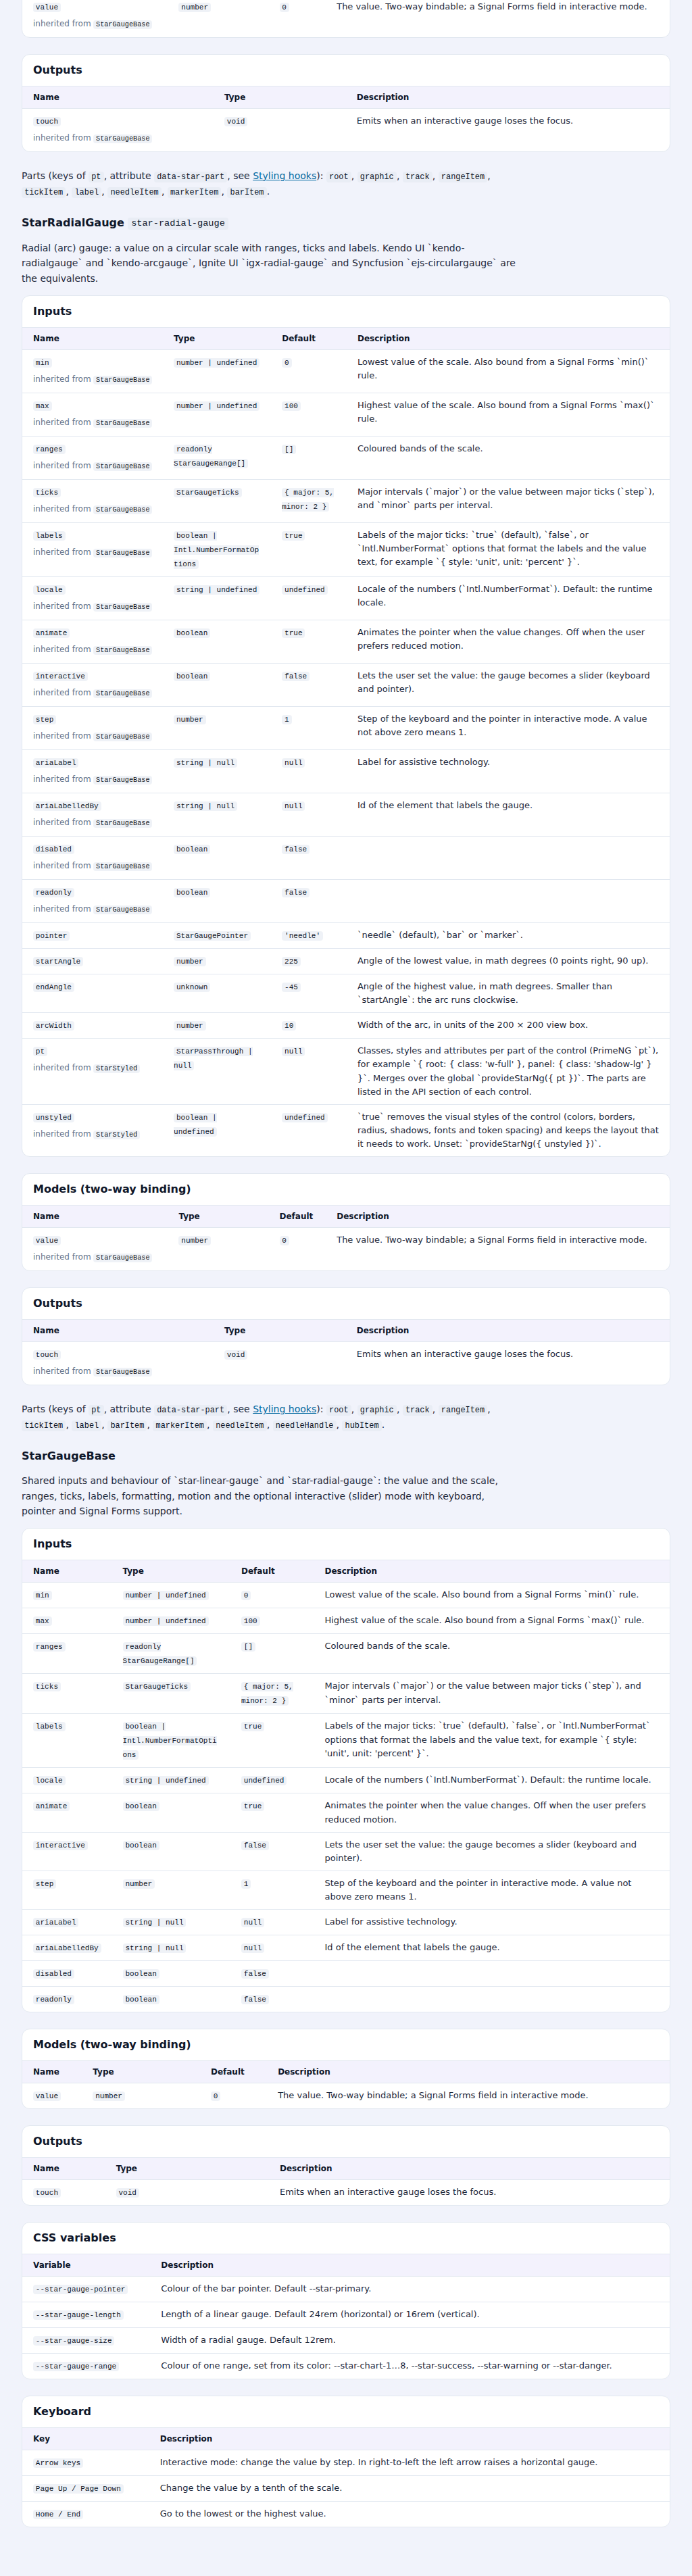 value number 0 The value. Two-way bindable; a Signal Forms field in interactive mode.
inherited from StarGaugeBase
Outputs
Name Type Description
touch void Emits when an interactive gauge loses the focus.
inherited from StarGaugeBase
Parts (keys of pt, attribute data-star-part, see Styling hooks): root, graphic, track, rangeItem,
tickItem, label, needleItem, markerItem, barItem.
StarRadialGauge star-radial-gauge
Radial (arc) gauge: a value on a circular scale with ranges, ticks and labels. Kendo UI `kendo-
radialgauge` and `kendo-arcgauge`, Ignite UI `igx-radial-gauge` and Syncfusion `ejs-circulargauge` are
the equivalents.
Inputs
Name Type Default Description
min number | undefined 0 Lowest value of the scale. Also bound from a Signal Forms `min()`
inherited from StarGaugeBase rule.
max number | undefined 100 Highest value of the scale. Also bound from a Signal Forms `max()`
inherited from StarGaugeBase rule.
ranges readonly [] Coloured bands of the scale.
inherited from StarGaugeBase StarGaugeRange[]
ticks StarGaugeTicks { major: 5, Major intervals (`major`) or the value between major ticks (`step`),
inherited from StarGaugeBase minor: 2 } and `minor` parts per interval.
labels boolean | true Labels of the major ticks: `true` (default), `false`, or
inherited from StarGaugeBase Intl.NumberFormatOp `Intl.NumberFormat` options that format the labels and the value
tions text, for example `{ style: 'unit', unit: 'percent' }`.
locale string | undefined undefined Locale of the numbers (`Intl.NumberFormat`). Default: the runtime
inherited from StarGaugeBase locale.
animate boolean true Animates the pointer when the value changes. Off when the user
inherited from StarGaugeBase prefers reduced motion.
interactive boolean false Lets the user set the value: the gauge becomes a slider (keyboard
inherited from StarGaugeBase and pointer).
step number 1 Step of the keyboard and the pointer in interactive mode. A value
inherited from StarGaugeBase not above zero means 1.
ariaLabel string | null null Label for assistive technology.
inherited from StarGaugeBase
ariaLabelledBy string | null null Id of the element that labels the gauge.
inherited from StarGaugeBase
disabled boolean false
inherited from StarGaugeBase
readonly boolean false
inherited from StarGaugeBase
pointer StarGaugePointer 'needle' `needle` (default), `bar` or `marker`.
startAngle number 225 Angle of the lowest value, in math degrees (0 points right, 90 up).
endAngle unknown -45 Angle of the highest value, in math degrees. Smaller than
`startAngle`: the arc runs clockwise.
arcWidth number 10 Width of the arc, in units of the 200 × 200 view box.
pt StarPassThrough | null Classes, styles and attributes per part of the control (PrimeNG `pt`),
inherited from StarStyled null for example `{ root: { class: 'w-full' }, panel: { class: 'shadow-lg' }
}`. Merges over the global `provideStarNg({ pt })`. The parts are
listed in the API section of each control.
unstyled boolean | undefined `true` removes the visual styles of the control (colors, borders,
inherited from StarStyled undefined radius, shadows, fonts and token spacing) and keeps the layout that
it needs to work. Unset: `provideStarNg({ unstyled })`.
Models (two-way binding)
Name Type Default Description
value number 0 The value. Two-way bindable; a Signal Forms field in interactive mode.
inherited from StarGaugeBase
Outputs
Name Type Description
touch void Emits when an interactive gauge loses the focus.
inherited from StarGaugeBase
Parts (keys of pt, attribute data-star-part, see Styling hooks): root, graphic, track, rangeItem,
tickItem, label, barItem, markerItem, needleItem, needleHandle, hubItem.
StarGaugeBase
Shared inputs and behaviour of `star-linear-gauge` and `star-radial-gauge`: the value and the scale,
ranges, ticks, labels, formatting, motion and the optional interactive (slider) mode with keyboard,
pointer and Signal Forms support.
Inputs
Name Type Default Description
min number | undefined 0 Lowest value of the scale. Also bound from a Signal Forms `min()` rule.
max number | undefined 100 Highest value of the scale. Also bound from a Signal Forms `max()` rule.
ranges readonly [] Coloured bands of the scale.
StarGaugeRange[]
ticks StarGaugeTicks { major: 5, Major intervals (`major`) or the value between major ticks (`step`), and
minor: 2 } `minor` parts per interval.
labels boolean | true Labels of the major ticks: `true` (default), `false`, or `Intl.NumberFormat`
Intl.NumberFormatOpti options that format the labels and the value text, for example `{ style:
ons 'unit', unit: 'percent' }`.
locale string | undefined undefined Locale of the numbers (`Intl.NumberFormat`). Default: the runtime locale.
animate boolean true Animates the pointer when the value changes. Off when the user prefers
reduced motion.
interactive boolean false Lets the user set the value: the gauge becomes a slider (keyboard and
pointer).
step number 1 Step of the keyboard and the pointer in interactive mode. A value not
above zero means 1.
ariaLabel string | null null Label for assistive technology.
ariaLabelledBy string | null null Id of the element that labels the gauge.
disabled boolean false
readonly boolean false
Models (two-way binding)
Name Type Default Description
value number 0 The value. Two-way bindable; a Signal Forms field in interactive mode.
Outputs
Name Type Description
touch void Emits when an interactive gauge loses the focus.
CSS variables
Variable Description
--star-gauge-pointer Colour of the bar pointer. Default --star-primary.
--star-gauge-length Length of a linear gauge. Default 24rem (horizontal) or 16rem (vertical).
--star-gauge-size Width of a radial gauge. Default 12rem.
--star-gauge-range Colour of one range, set from its color: --star-chart-1…8, --star-success, --star-warning or --star-danger.
Keyboard
Key Description
Arrow keys Interactive mode: change the value by step. In right-to-left the left arrow raises a horizontal gauge.
Page Up / Page Down Change the value by a tenth of the scale.
Home / End Go to the lowest or the highest value.